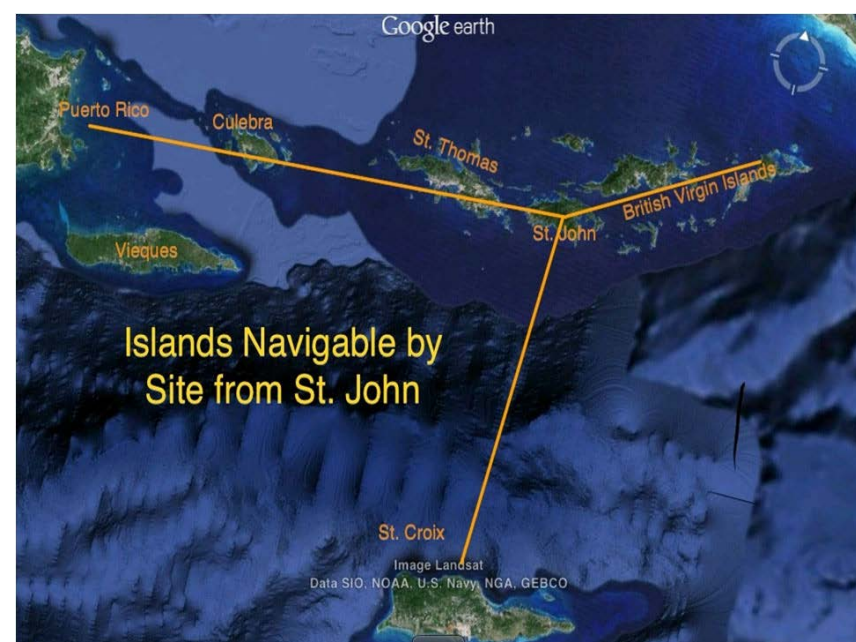 Google earth
Puerto Rico
Culebra
St. Thomas
British Virgin Islands
St. John
Vieques
Islands Navigable by
Site from St. John
St. Croix
Image Landsat
Data SIO, NOAA, U.S. Navy, NGA, GEBCO